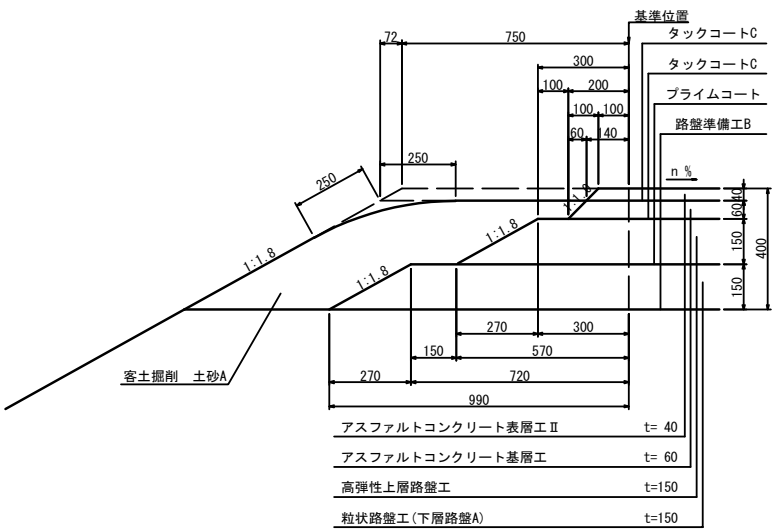 基準位置
タックコートC
72
750
タックコートC
300
プライムコート
100
200
100
100
路盤準備工B
60
140
250
n %
250
1:1.8
40
60
1:1.8
150
400
1:1.8
150
270
300
150
570
客土掘削 土砂A
270
720
990
アスファルトコンクリート表層工Ⅱ t= 40
アスファルトコンクリート基層工 t= 60
高弾性上層路盤工 t=150
粒状路盤工(下層路盤A) t=150